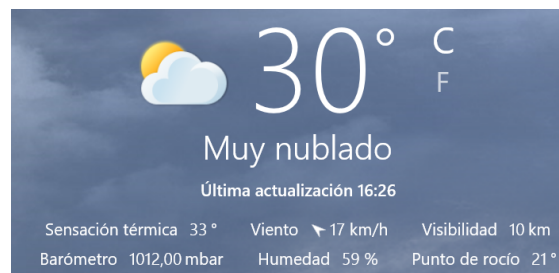 30° C
F
Muy nublado
Última actualización 16:26
Sensación térmica 33 ° Viento 17 km/h Visibilidad 10 km
Barómetro 1012,00 mbar Humedad 59 % Punto de rocío 21 °